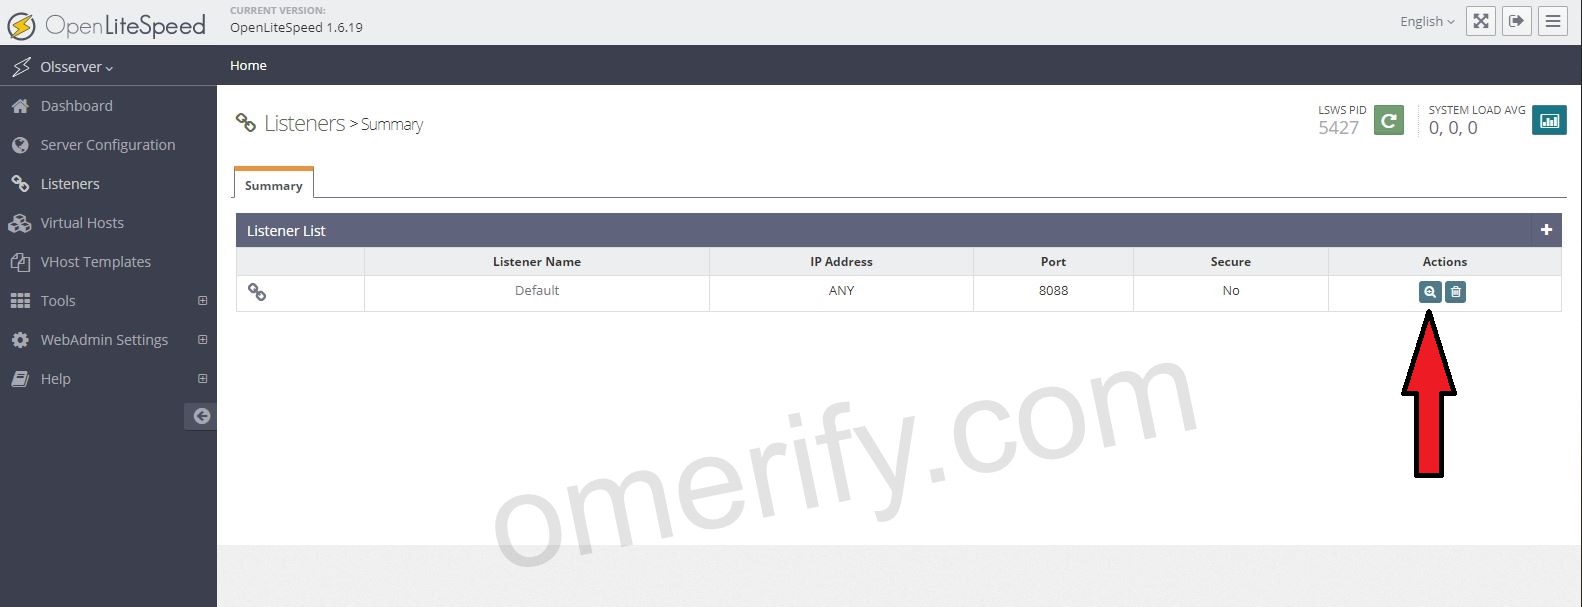 OpenLiteSpeed
CURRENT VERSION:
OpenLiteSpeed 1.6.19
English
Olsserver
Home
Dashboard
Server Configuration
Listeners
Virtual Hosts
VHost Templates
Tools
WebAdmin Settings
Help
Listeners > Summary
LSWS PID
5427
SYSTEM LOAD AVG
0, 0, 0
Summary
Listener List
Listener Name IP Address Port Secure Actions
Default ANY 8088 No
omerify.com